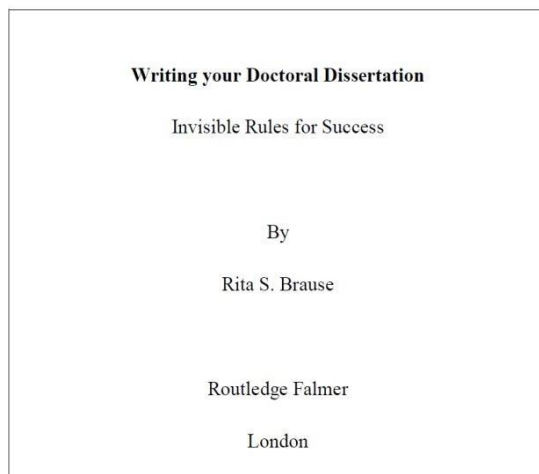 Writing your Doctoral Dissertation
Invisible Rules for Success
By
Rita S. Brause
Routledge Falmer
London